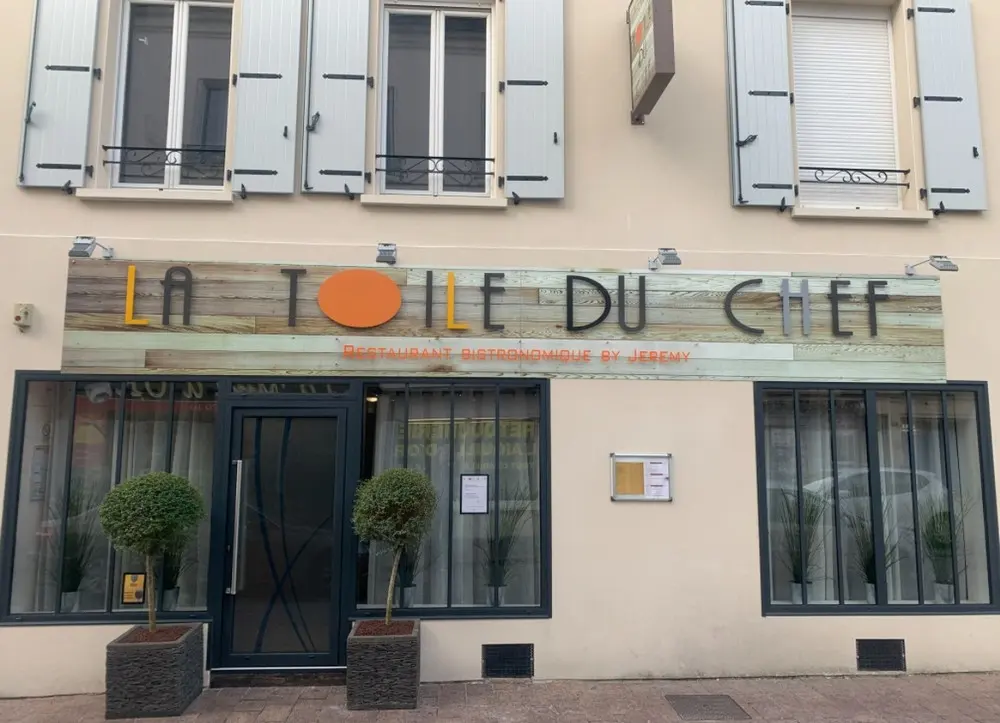 LA TOILE DU CHEF
RESTAURANT BISTRONOMIQUE BY JEREMY